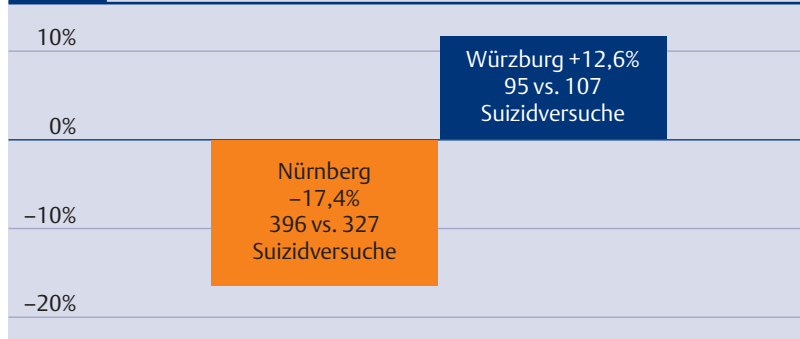 10%
Würzburg +12,6%
95 vs. 107
Suizidversuche
0%
Nürnberg
–17,4%
396 vs. 327
Suizidversuche
–10%
–20%